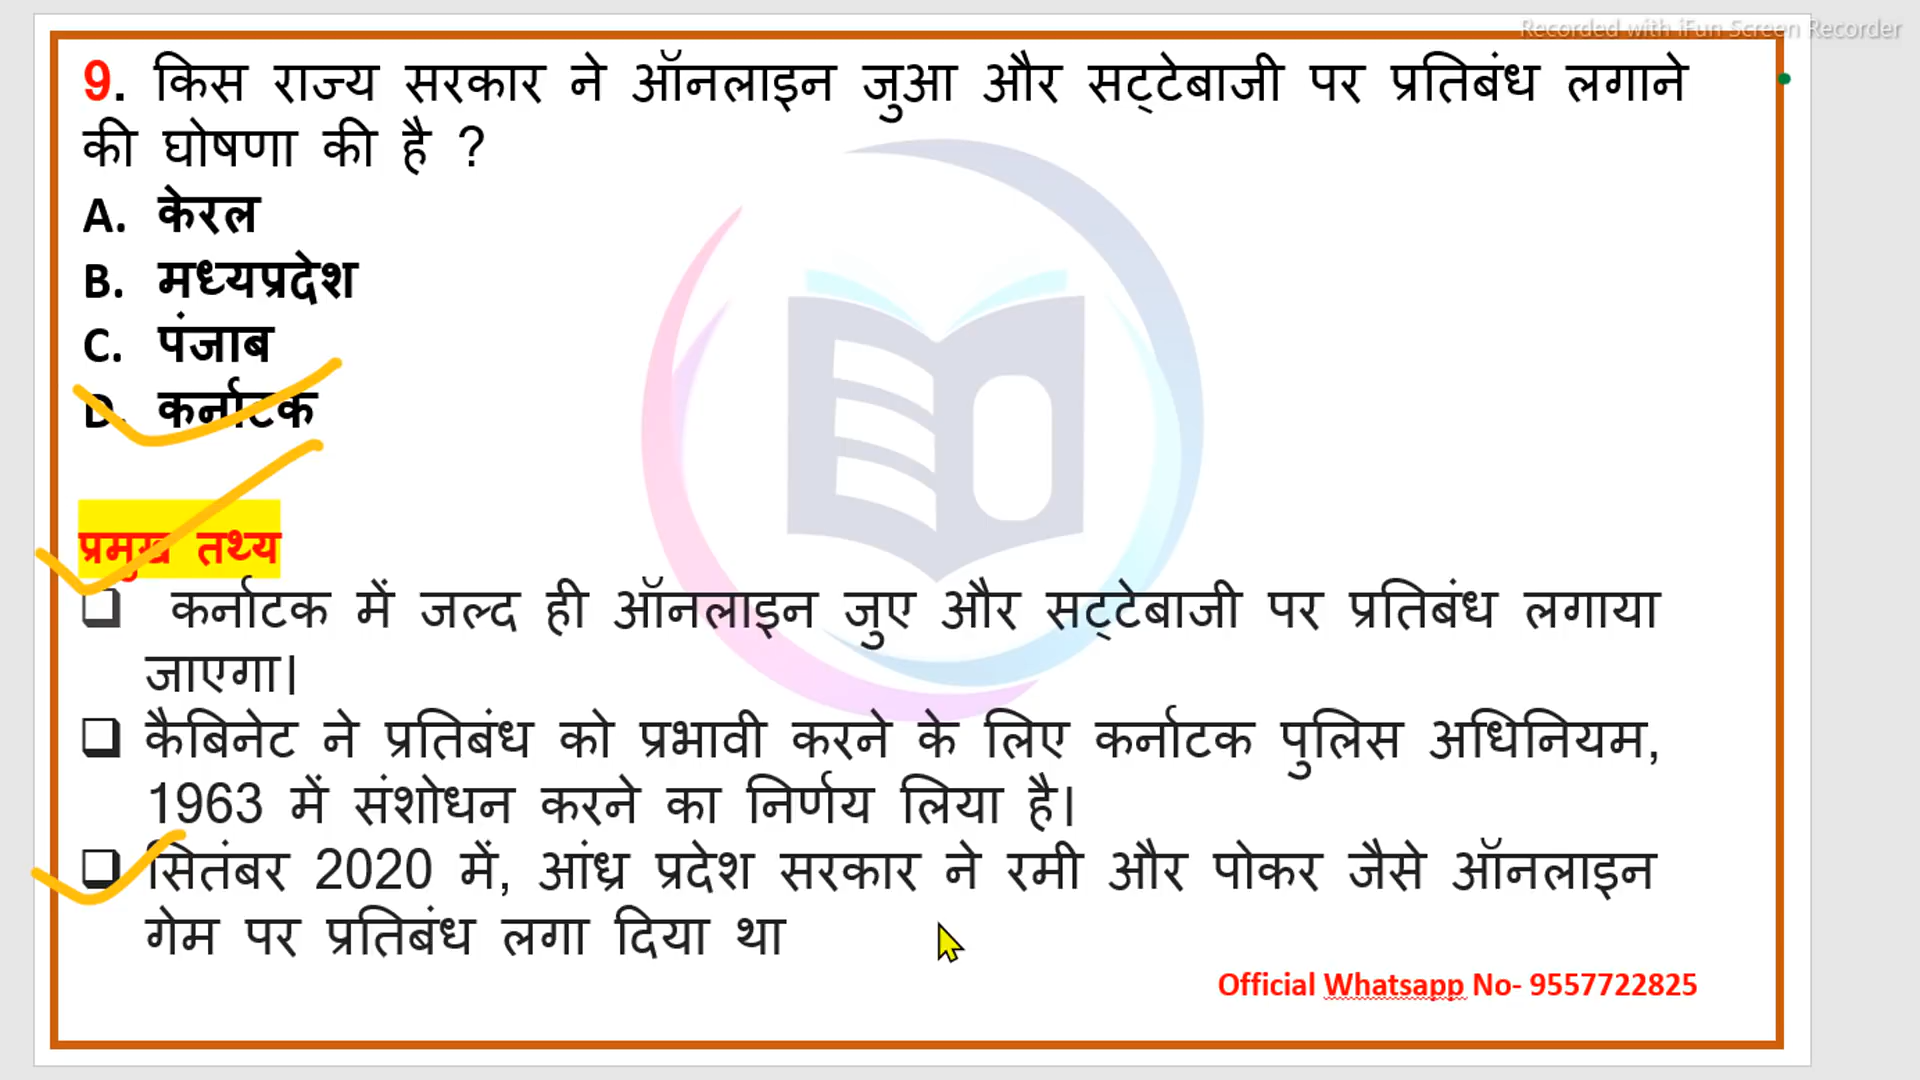 Recorded with iFun Screen Recorder
9. किस राज्य सरकार ने ऑनलाइन जुआ और सट्टेबाजी पर प्रतिबंध लगाने
की घोषणा की है ?
A. केरल
B. मध्यप्रदेश
C. पंजाब
D. कर्नाटक
प्रमुख तथ्य
❑ कर्नाटक में जल्द ही ऑनलाइन जुए और सट्टेबाजी पर प्रतिबंध लगाया
जाएगा।
❑ कैबिनेट ने प्रतिबंध को प्रभावी करने के लिए कर्नाटक पुलिस अधिनियम,
1963 में संशोधन करने का निर्णय लिया है।
❑ सितंबर 2020 में, आंध्र प्रदेश सरकार ने रमी और पोकर जैसे ऑनलाइन
गेम पर प्रतिबंध लगा दिया था
Official Whatsapp No- 9557722825